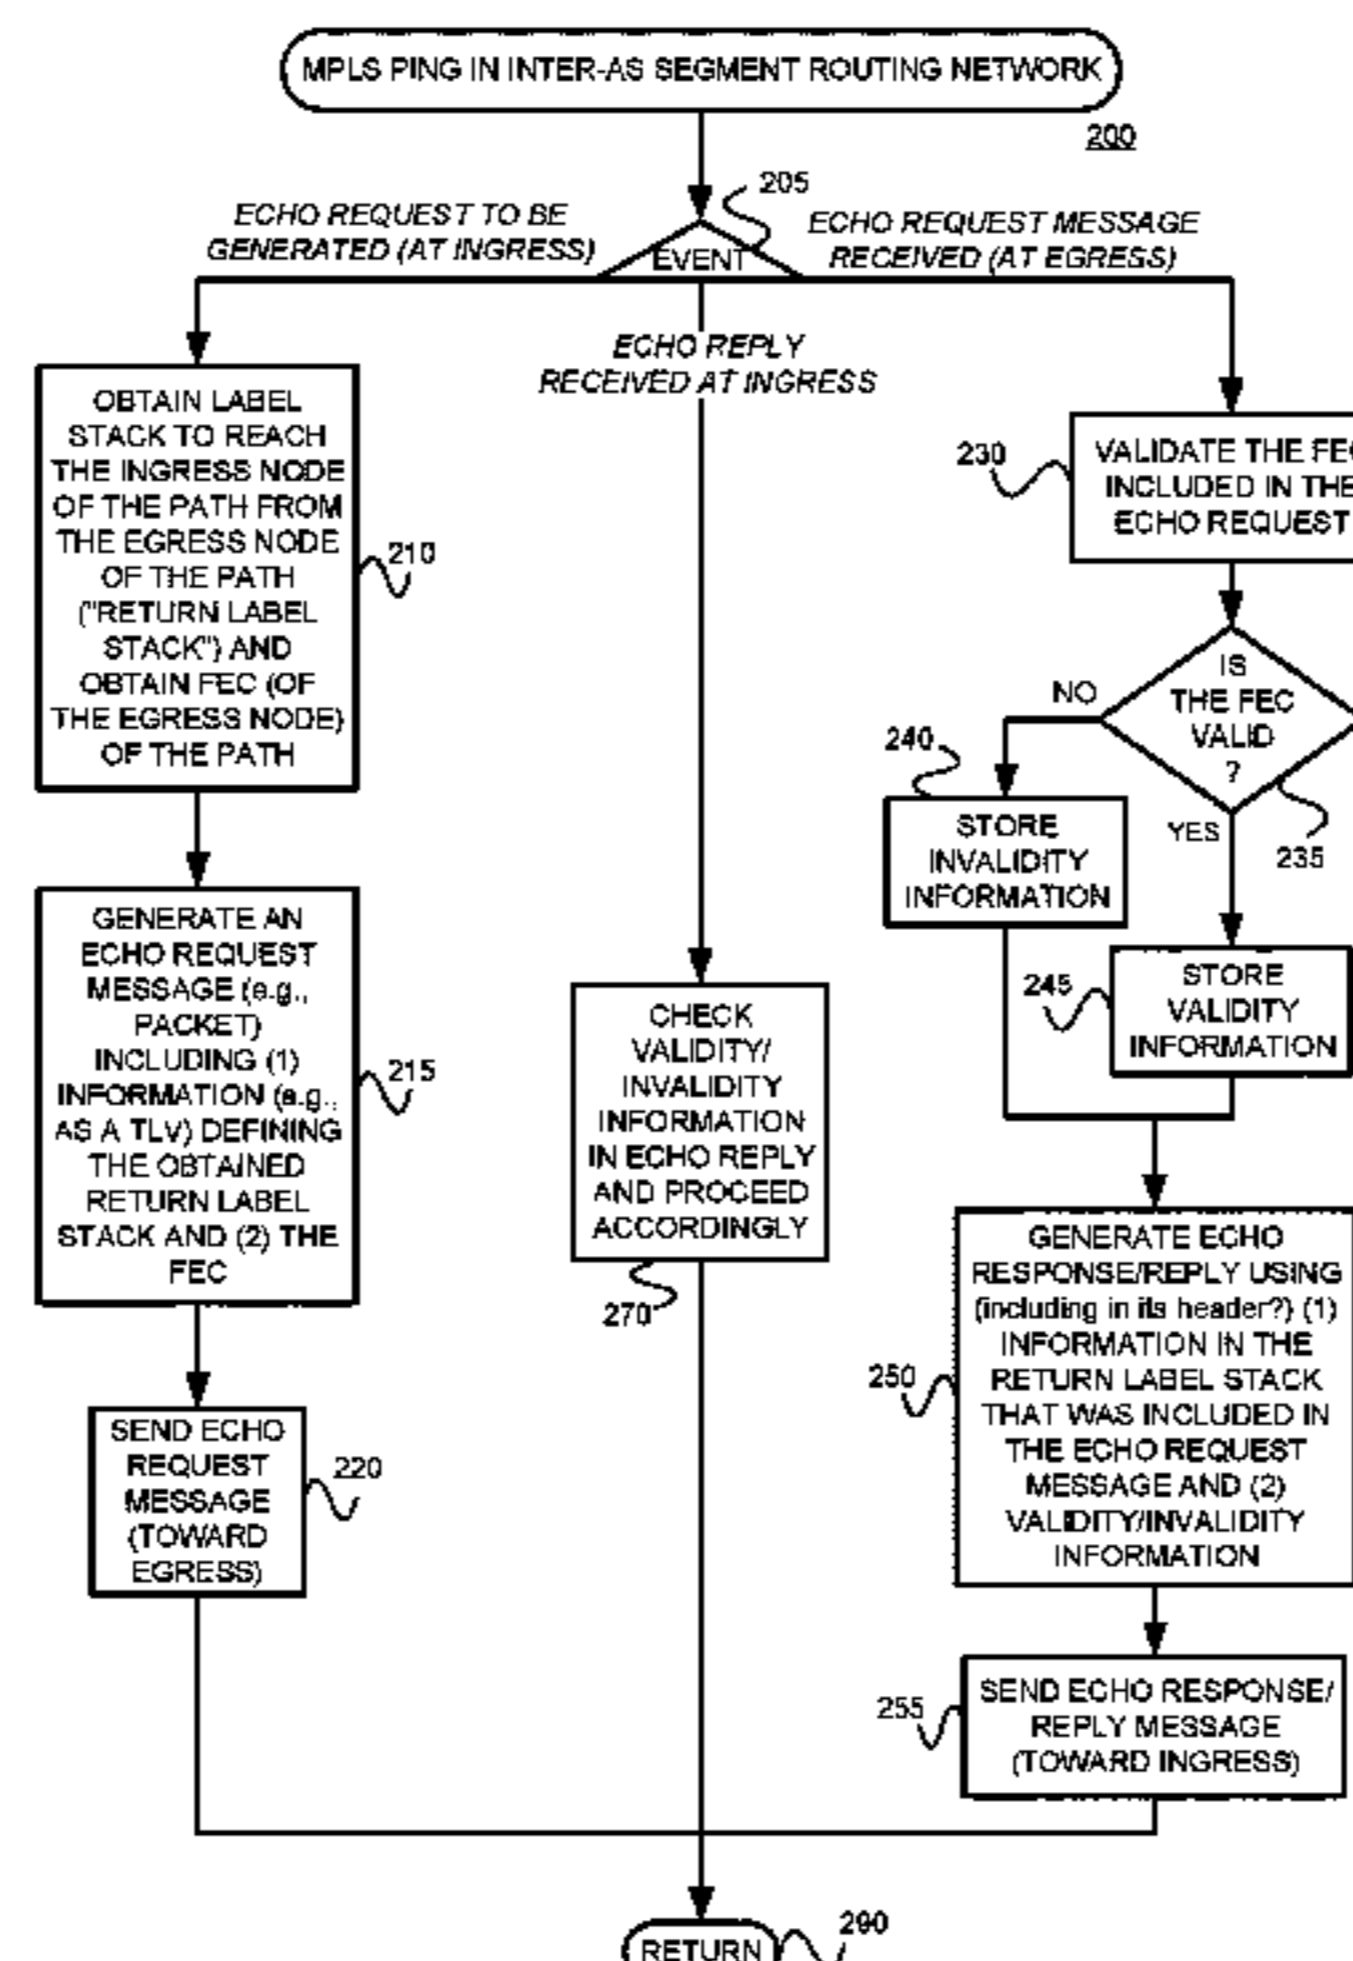 MPLS PING IN INTER-AS SEGMENT ROUTING NETWORK
200
205
EVENT
ECHO REQUEST TO BE
GENERATED (AT INGRESS)
ECHO REQUEST MESSAGE
RECEIVED (AT EGRESS)
ECHO REPLY
RECEIVED AT INGRESS
OBTAIN LABEL
STACK TO REACH
THE INGRESS NODE
OF THE PATH FROM
THE EGRESS NODE
OF THE PATH
("RETURN LABEL
STACK") AND
OBTAIN FEC (OF
THE EGRESS NODE)
OF THE PATH
210
GENERATE AN
ECHO REQUEST
MESSAGE (e.g.,
PACKET)
INCLUDING (1)
INFORMATION (e.g.,
AS A TLV) DEFINING
THE OBTAINED
RETURN LABEL
STACK AND (2) THE
FEC
215
SEND ECHO
REQUEST
MESSAGE
(TOWARD
EGRESS)
220
CHECK
VALIDITY/
INVALIDITY
INFORMATION
IN ECHO REPLY
AND PROCEED
ACCORDINGLY
270
230
VALIDATE THE FEC
INCLUDED IN THE
ECHO REQUEST
IS
THE FEC
VALID
?
NO
YES
235
240
STORE
INVALIDITY
INFORMATION
245
STORE
VALIDITY
INFORMATION
250
GENERATE ECHO
RESPONSE/REPLY USING
(including in its header?) (1)
INFORMATION IN THE
RETURN LABEL STACK
THAT WAS INCLUDED IN
THE ECHO REQUEST
MESSAGE AND (2)
VALIDITY/INVALIDITY
INFORMATION
255
SEND ECHO RESPONSE/
REPLY MESSAGE
(TOWARD INGRESS)
RETURN
290